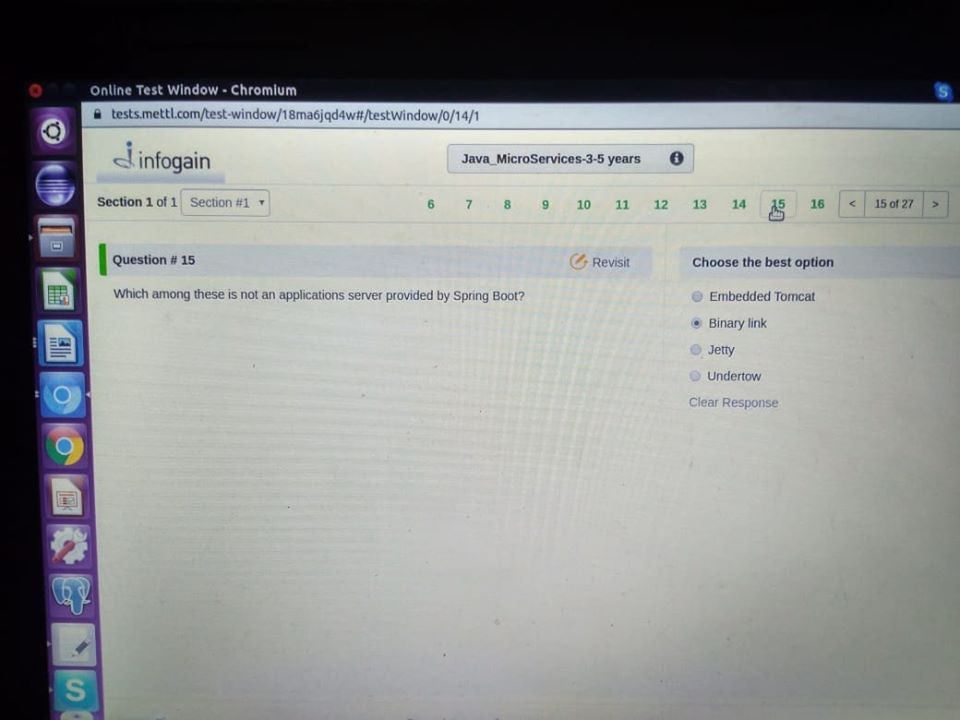 Online Test Window - Chromium
tests.mettl.com/test-window/18ma6jqd4w#/testWindow/0/14/1
infogain
Java_MicroServices-3-5 years
Section 1 of 1 Section #1
6 7 8 9 10 11 12 13 14 15 16 < 15 of 27 >
Question # 15
Revisit
Which among these is not an applications server provided by Spring Boot?
Choose the best option
Embedded Tomcat
Binary link
Jetty
Undertow
Clear Response
S
S